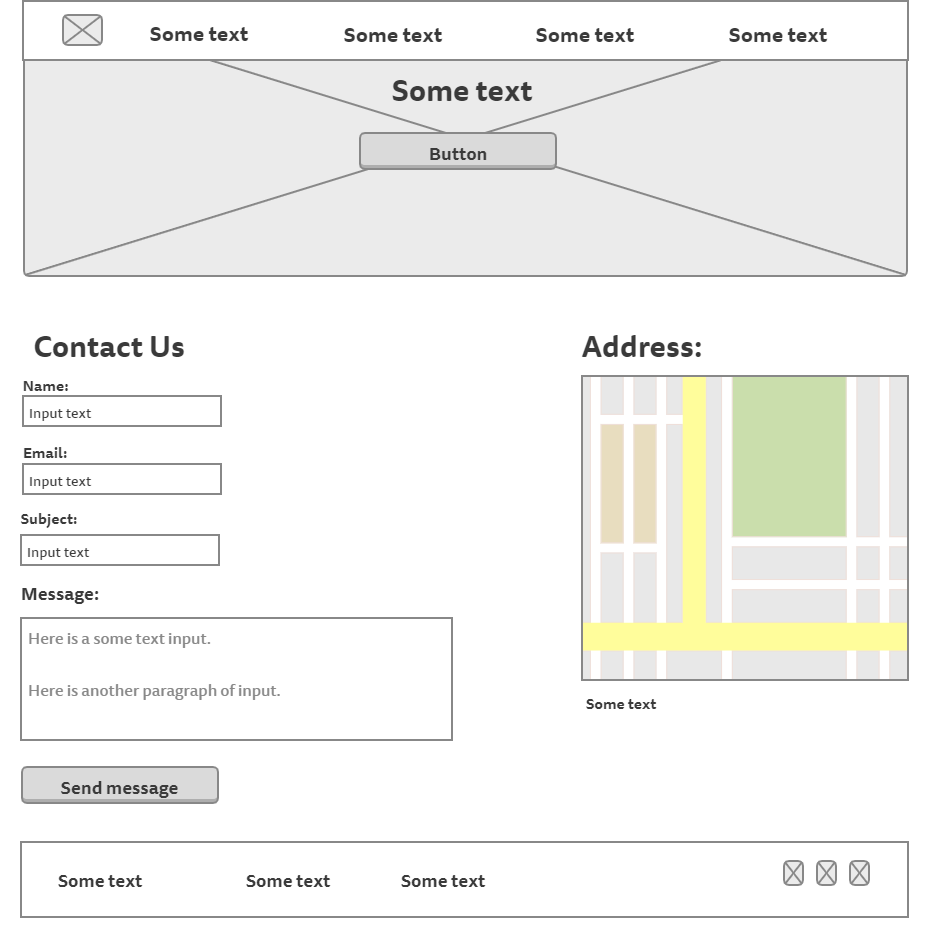 Some text
Some text
Some text
Some text
Some text
Button
Contact Us
Name:
Input text
Email:
Input text
Subject:
Input text
Message:
Here is a some text input.
Here is another paragraph of input.
Send message
Address:
Some text
Some text
Some text
Some text